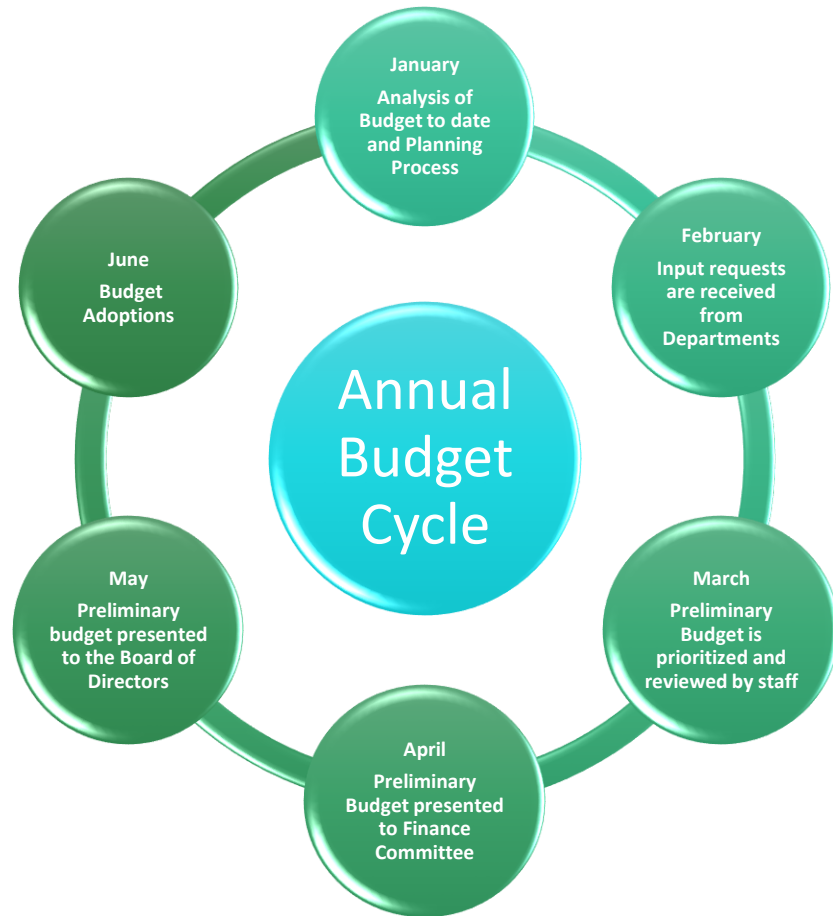 January
Analysis of
Budget to date
and Planning
Process
February
Input requests
are received
from
Departments
March
Preliminary
Budget is
prioritized and
reviewed by staff
April
Preliminary
Budget presented
to Finance
Committee
May
Preliminary
budget presented
to the Board of
Directors
June
Budget
Adoptions
Annual
Budget
Cycle